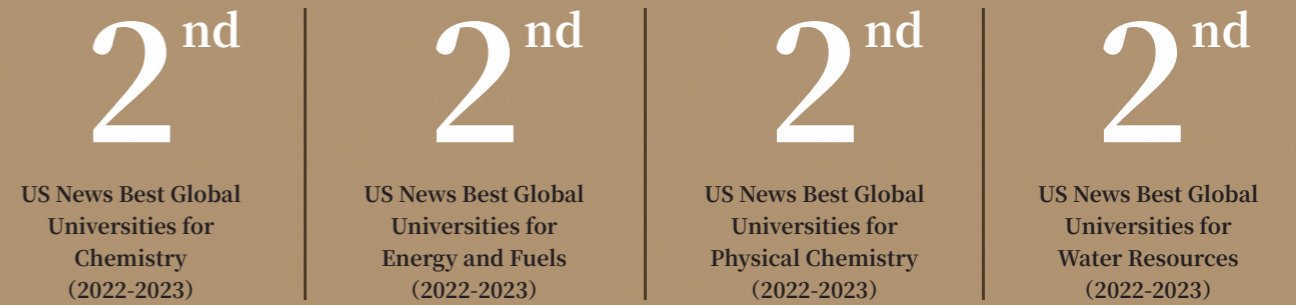 2nd
US News Best Global
Universities for
Chemistry
(2022-2023)
2nd
US News Best Global
Universities for
Energy and Fuels
(2022-2023)
2nd
US News Best Global
Universities for
Physical Chemistry
(2022-2023)
2nd
US News Best Global
Universities for
Water Resources
(2022-2023)